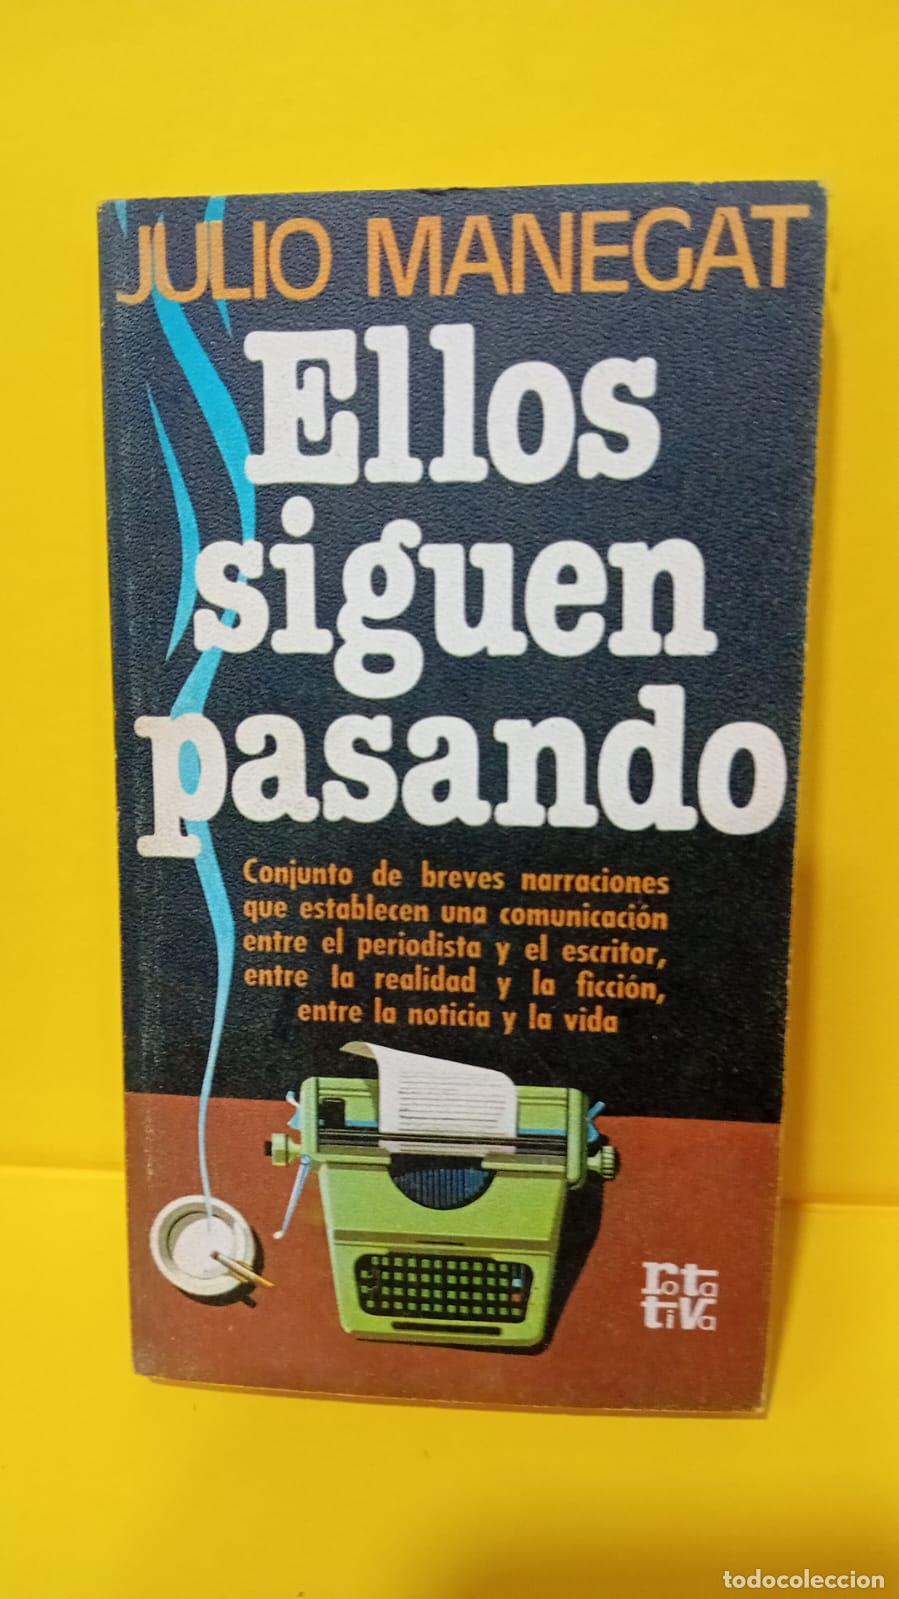 JULIO MANEGAT
Ellos
siguen
pasando
Conjunto de breves narraciones
que establecen una comunicación
entre el periodista y el escritor,
entre la realidad y la ficción,
entre la noticia y la vida
rota
tiva
todocoleccion